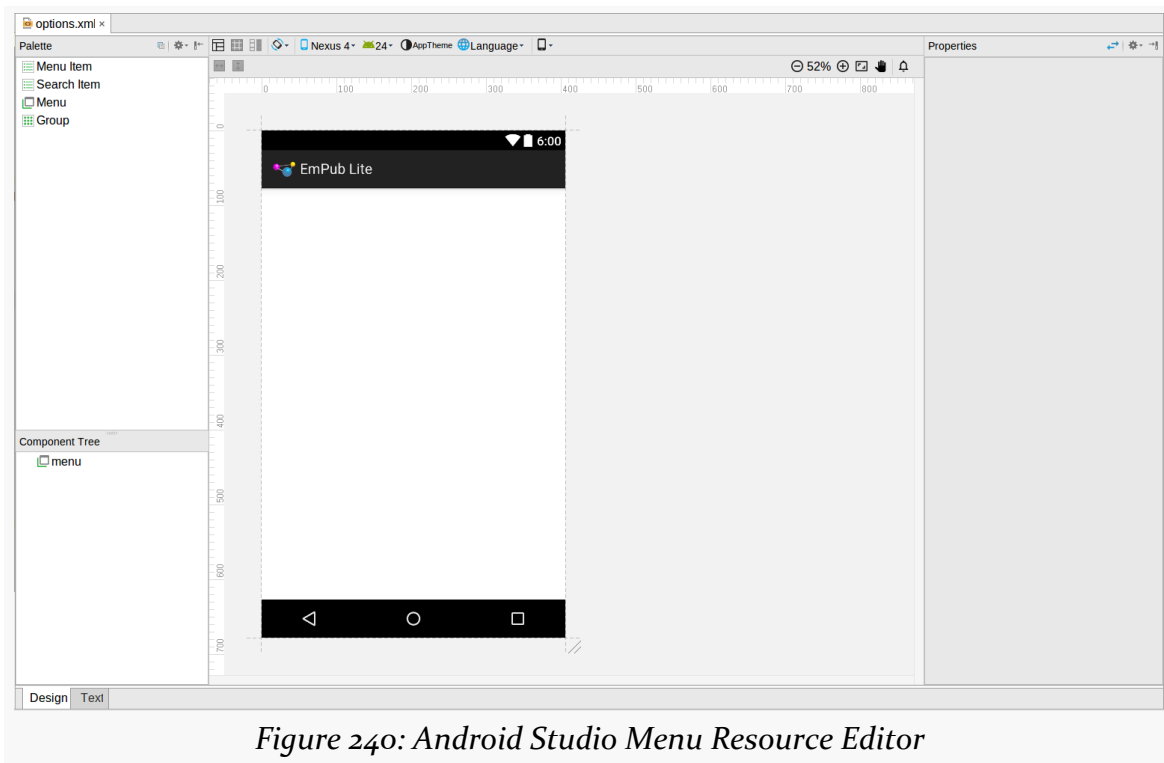 options.xml ×
Palette
Nexus 4
24
AppTheme
Language
Properties
Menu Item
Search Item
Menu
Group
52%
0 100 200 300 400 500 600 700 800
0
100
200
300
400
500
600
700
6:00
EmPub Lite
Component Tree
menu
Design
Text
Figure 240: Android Studio Menu Resource Editor